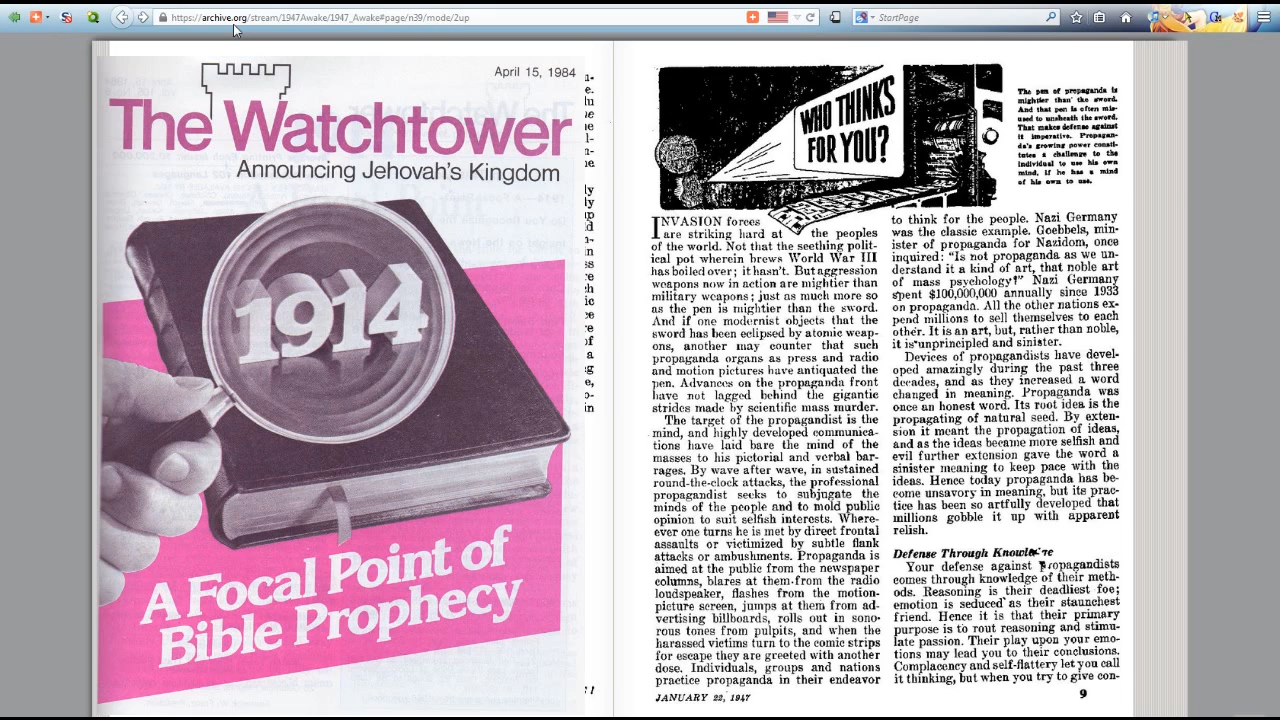 https://archive.org/stream/1947Awake/1947_Awake#page/n39/mode/2up
StartPage
April 15, 1984
The Watchtower
Announcing Jehovah's Kingdom
1914
A Focal Point of
Bible Prophecy
WHO THINKS
FOR YOU?
The pen of propaganda is
mightier than the sword.
And that pen is often mis-
used to unsheath the sword.
That makes defense against
it imperative. Propagan-
da's growing power consti-
tutes a challenge to the
individual to use his own
mind, if he has a mind
of his own to use.
INVASION forces
are striking hard at the peoples
of the world. Not that the seething polit-
ical pot wherein brews World War III
has boiled over; it hasn't. But aggression
weapons now in action are mightier than
military weapons; just as much more so
as the pen is mightier than the sword.
And if one modernist objects that the
sword has been eclipsed by atomic weap-
ons, another may counter that such
propaganda organs as press and radio
and motion pictures have antiquated the
pen. Advances on the propaganda front
have not lagged behind the gigantic
strides made by scientific mass murder.
The target of the propagandist is the
mind, and highly developed communica-
tions have laid bare the mind of the
masses to his pictorial and verbal bar-
rages. By wave after wave, in sustained
round-the-clock attacks, the professional
propagandist seeks to subjugate the
minds of the people and to mold public
opinion to suit selfish interests. Where-
ever one turns he is met by direct frontal
assaults or victimized by subtle flank
attacks or ambushments. Propaganda is
aimed at the public from the newspaper
columns, blares at them from the radio
loudspeaker, flashes from the motion-
picture screen, jumps at them from ad-
vertising billboards, rolls out in sono-
rous tones from pulpits, and when the
harassed victims turn to the comic strips
for escape they are greeted with another
dose. Individuals, groups and nations
practice propaganda in their endeavor
JANUARY 22, 1947
to think for the people. Nazi Germany
was the classic example. Goebbels, min-
ister of propaganda for Nazidom, once
inquired: "Is not propaganda as we un-
derstand it a kind of art, that noble art
of mass psychology?" Nazi Germany
spent $100,000,000 annually since 1933
on propaganda. All the other nations ex-
pend millions to sell themselves to each
other. It is an art, but, rather than noble,
it is unprincipled and sinister.
Devices of propagandists have devel-
oped amazingly during the past three
decades, and as they increased a word
changed in meaning. Propaganda was
once an honest word. Its root idea is the
propagating of natural seed. By exten-
sion it meant the propagation of ideas,
and as the ideas became more selfish and
evil further extension gave the word a
sinister meaning to keep pace with the
ideas. Hence today propaganda has be-
come unsavory in meaning, but its prac-
tice has been so artfully developed that
millions gobble it up with apparent
relish.
Defense Through Knowledge
Your defense against propagandists
comes through knowledge of their meth-
ods. Reasoning is their deadliest foe;
emotion is seduced as their staunchest
friend. Hence it is that their primary
purpose is to rout reasoning and stimu-
late passion. Their play upon your emo-
tions may lead you to their conclusions.
Complacency and self-flattery let you call
it thinking, but when you try to give con-
9